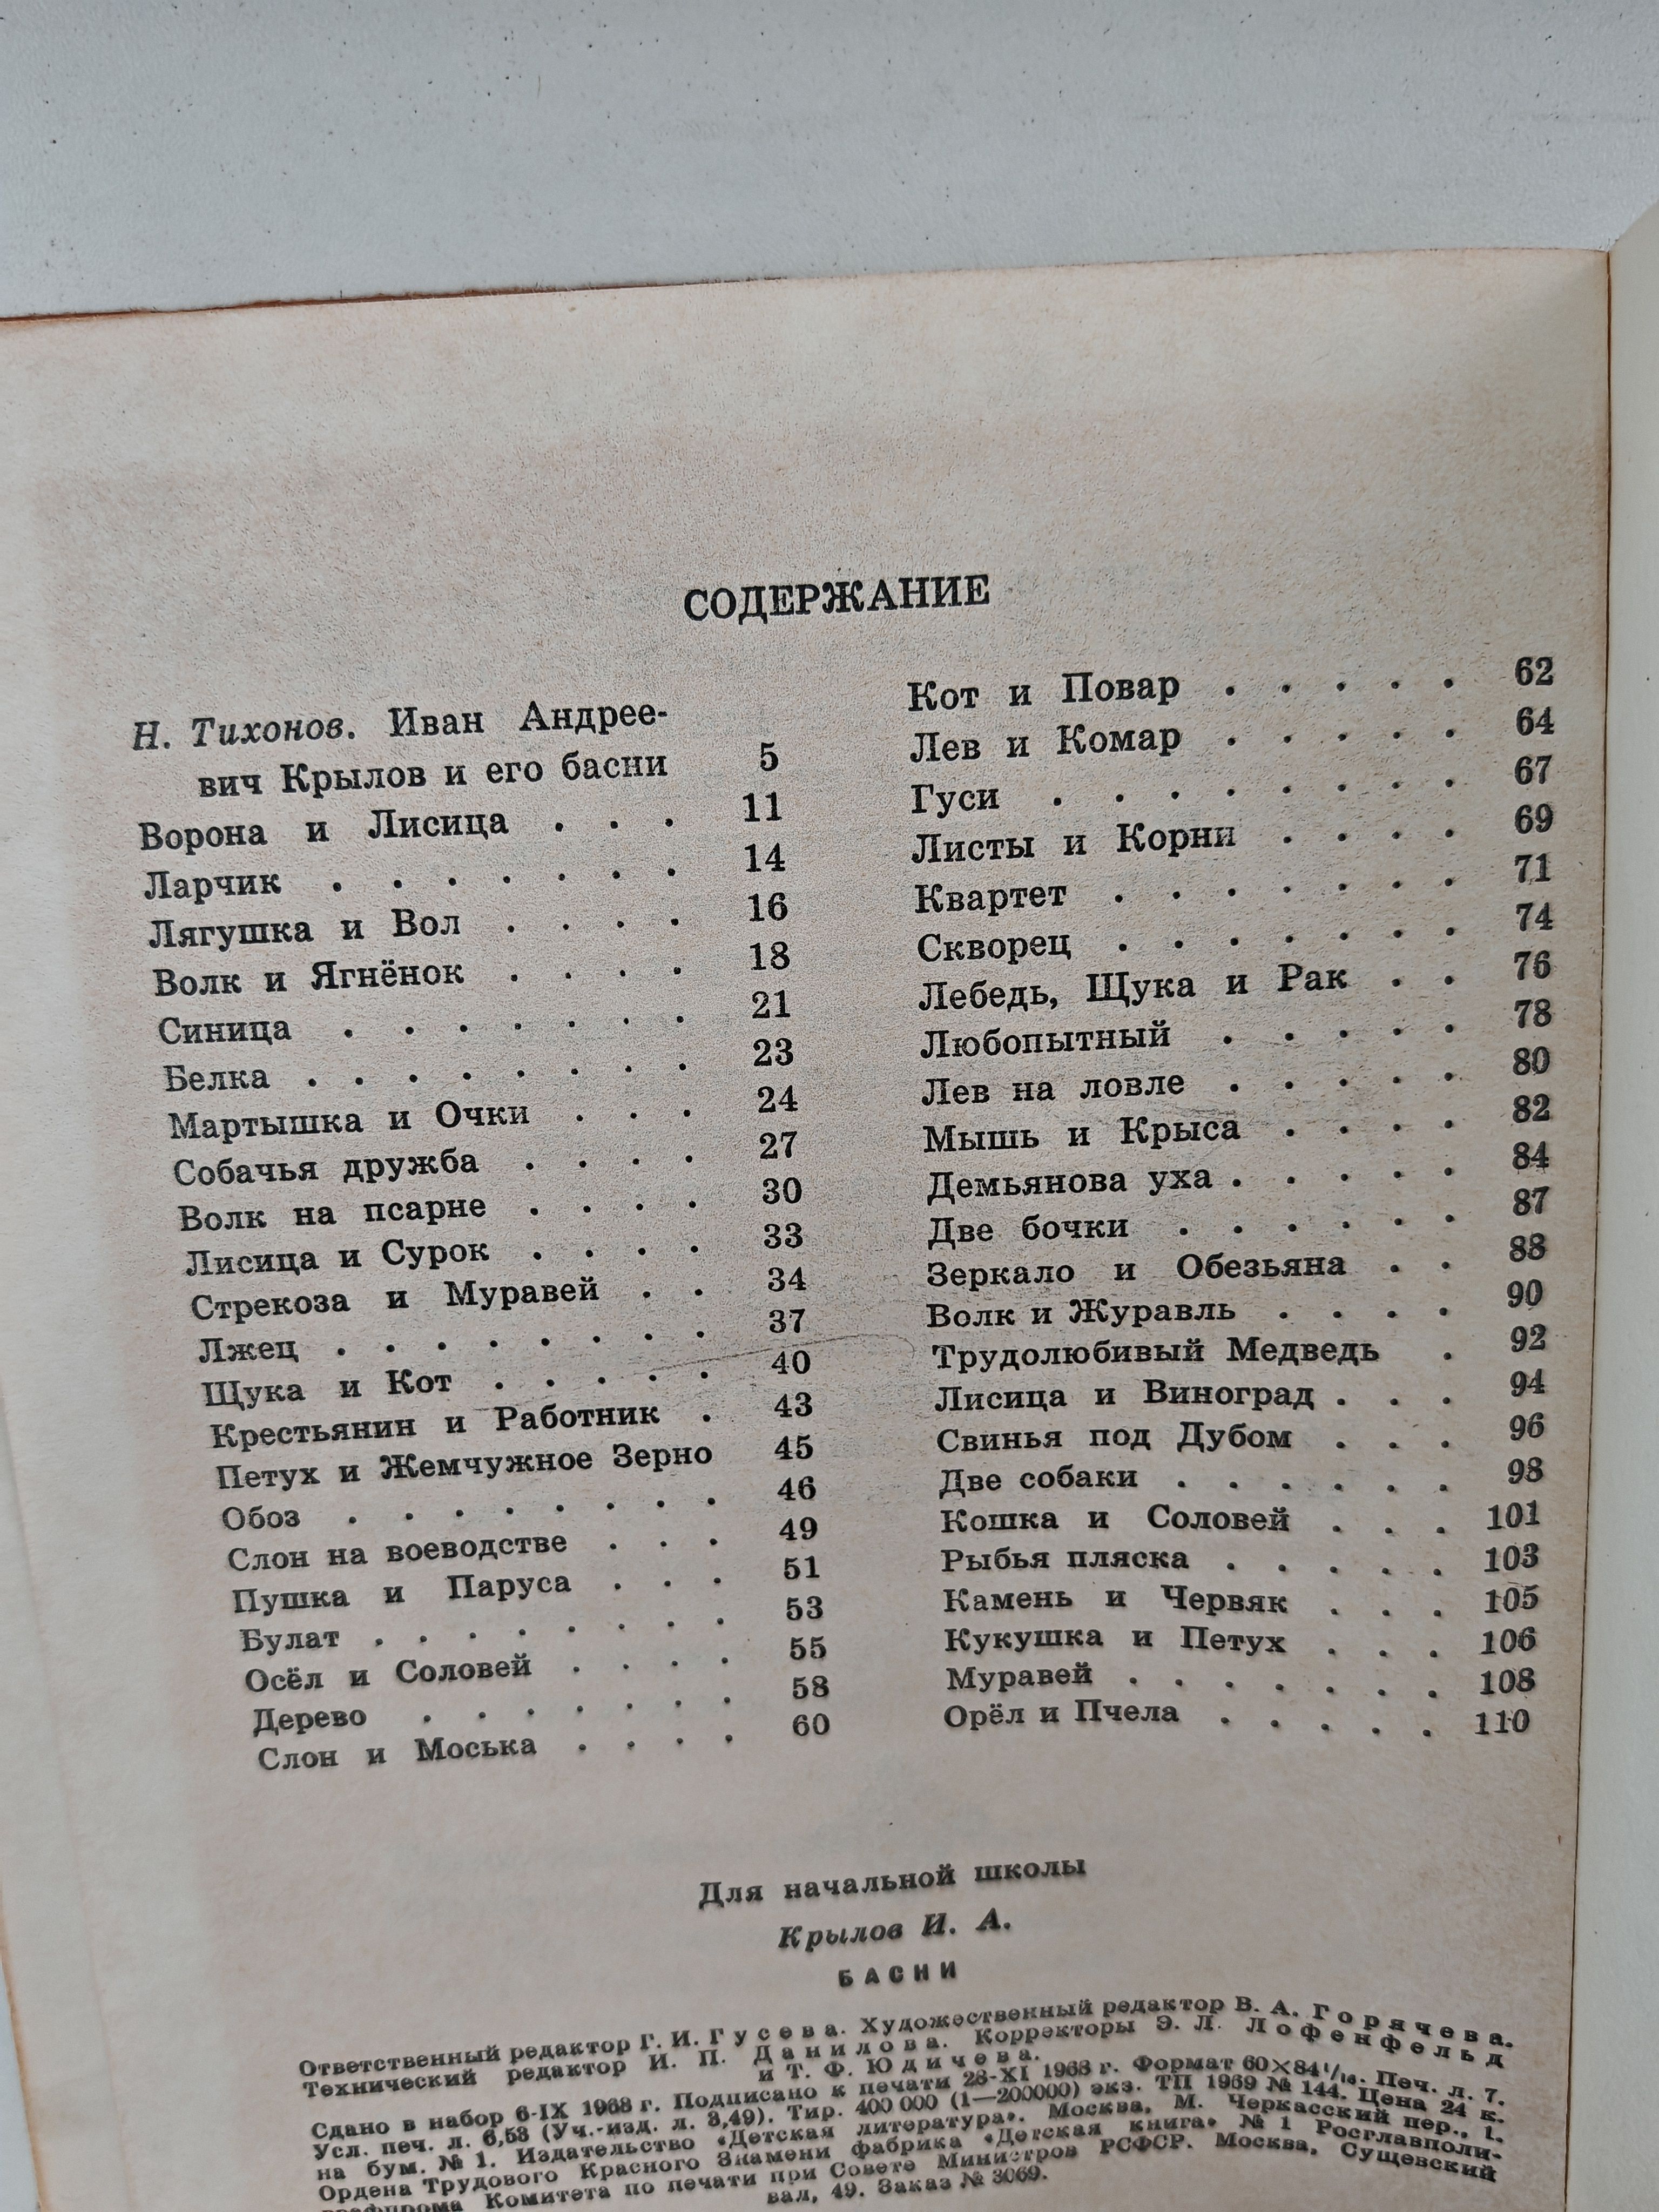 СОДЕРЖАНИЕ
Н. Тихонов. Иван Андрее-
вич Крылов и его басни 5
Ворона и Лисица . . . 11
Ларчик . . . . . . . 14
Лягушка и Вол . . . . 16
Волк и Ягнёнок . . . . 18
Синица . . . . . . . 21
Белка . . . . . . . . 23
Мартышка и Очки . . . 24
Собачья дружба . . . . 27
Волк на псарне . . . . 30
Лисица и Сурок . . . . 33
Стрекоза и Муравей . . 34
Лжец . . . . . . . . 37
Щука и Кот . . . . . 40
Крестьянин и Работник . 43
Петух и Жемчужное Зерно 45
Обоз . . . . . . . 46
Слон на воеводстве . . . 49
Пушка и Паруса . . . 51
Булат . . . . . . . . 53
Осёл и Соловей . . . . 55
Дерево . . . . . . . 58
Слон и Моська . . . . 60
Кот и Повар . . . . . 62
Лев и Комар . . . . . 64
Гуси . . . . . . . . 67
Листы и Корни . . . . 69
Квартет . . . . . . . 71
Скворец . . . . . . . 74
Лебедь, Щука и Рак . . 76
Любопытный . . . . . 78
Лев на ловле . . . . . 80
Мышь и Крыса . . . . 82
Демьянова уха . . . . . 84
Две бочки . . . . . . 87
Зеркало и Обезьяна . . 88
Волк и Журавль . . . . 90
Трудолюбивый Медведь . 92
Лисица и Виноград . . . 94
Свинья под Дубом . . . 96
Две собаки . . . . . . 98
Кошка и Соловей . . . 101
Рыбья пляска . . . . . 103
Камень и Червяк . . . 105
Кукушка и Петух . . . 106
Муравей . . . . . . . 108
Орёл и Пчела . . . . . 110
Для начальной школы
Крылов И. А.
БАСНИ
Ответственный редактор Г. И. Гусева. Художественный редактор В. А. Горячева.
Технический редактор И. П. Данилова. Корректоры Э. Л. Лофенфельд
и Т. Ф. Юдичева.
Сдано в набор 6-IX 1968 г. Подписано к печати 28-XI 1968 г. Формат 60×84 1/16. Печ. л. 7.
Усл. печ. л. 6,53 (Уч.-изд. л. 3,49). Тир. 400 000 (1—200000) экз. ТП 1969 № 144. Цена 24 к.
на бум. № 1. Издательство «Детская литература». Москва, М. Черкасский пер., 1.
Ордена Трудового Красного Знамени фабрика «Детская книга» № 1 Росглавполи-
графпрома Комитета по печати при Совете Министров РСФСР. Москва, Сущевский
вал, 49. Заказ № 3069.